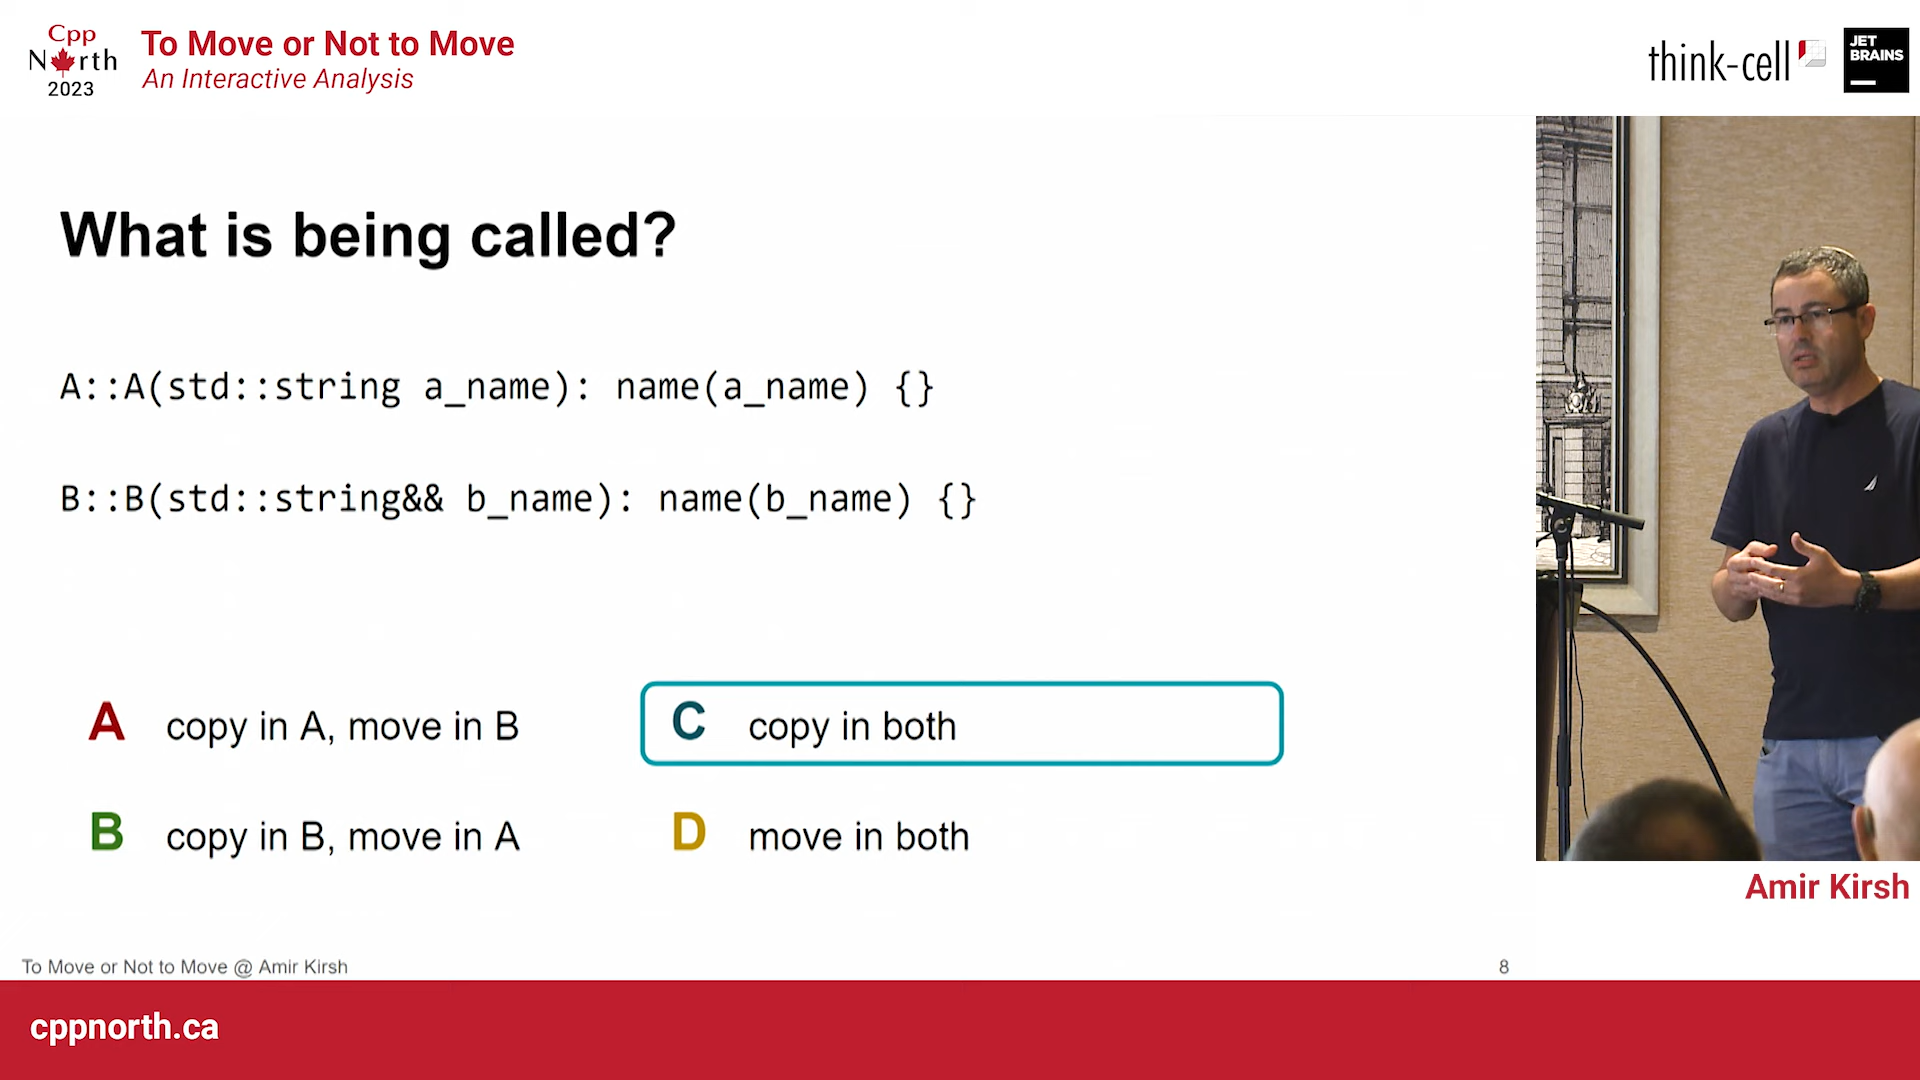 Cpp
North
2023
To Move or Not to Move
An Interactive Analysis
think-cell
JET
BRAINS
What is being called?
A::A(std::string a_name): name(a_name) {}
B::B(std::string&& b_name): name(b_name) {}
A copy in A, move in B
C copy in both
B copy in B, move in A
D move in both
Amir Kirsh
To Move or Not to Move @ Amir Kirsh
8
cppnorth.ca